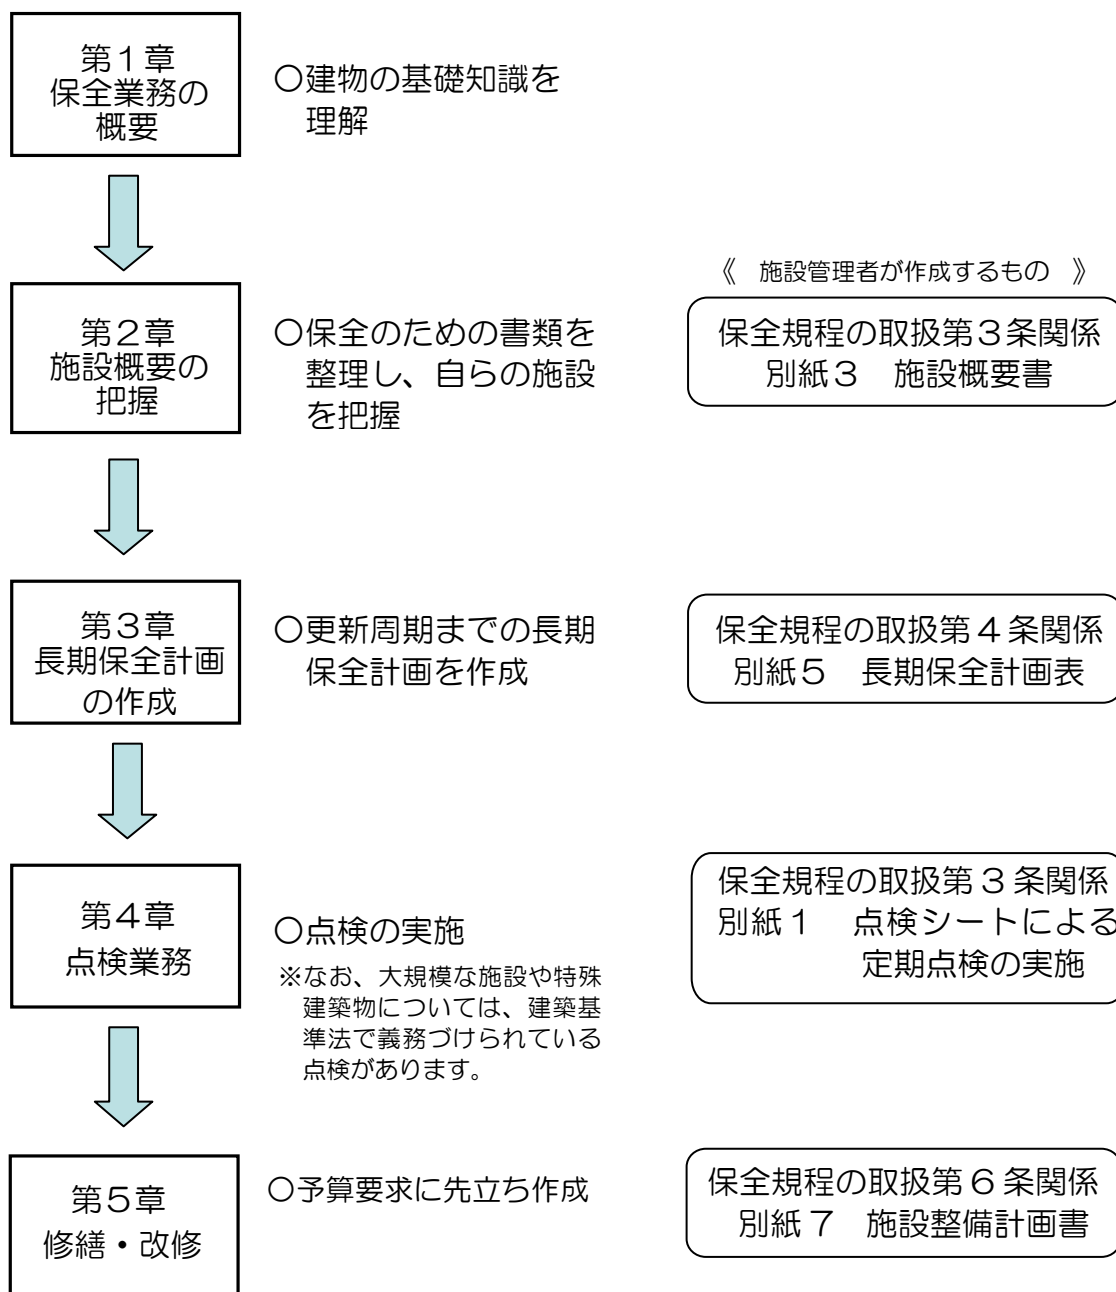 第１章
保全業務の
概要
〇建物の基礎知識を
理解
第２章
施設概要の
把握
〇保全のための書類を
整理し、自らの施設
を把握
《　施設管理者が作成するもの　》
保全規程の取扱第３条関係
別紙３　施設概要書
第３章
長期保全計画
の作成
〇更新周期までの長期
保全計画を作成
保全規程の取扱第４条関係
別紙５　長期保全計画表
第４章
点検業務
〇点検の実施
※なお、大規模な施設や特殊
建築物については、建築基
準法で義務づけられている
点検があります。
保全規程の取扱第３条関係
別紙１　点検シートによる
定期点検の実施
第５章
修繕・改修
〇予算要求に先立ち作成
保全規程の取扱第６条関係
別紙７　施設整備計画書